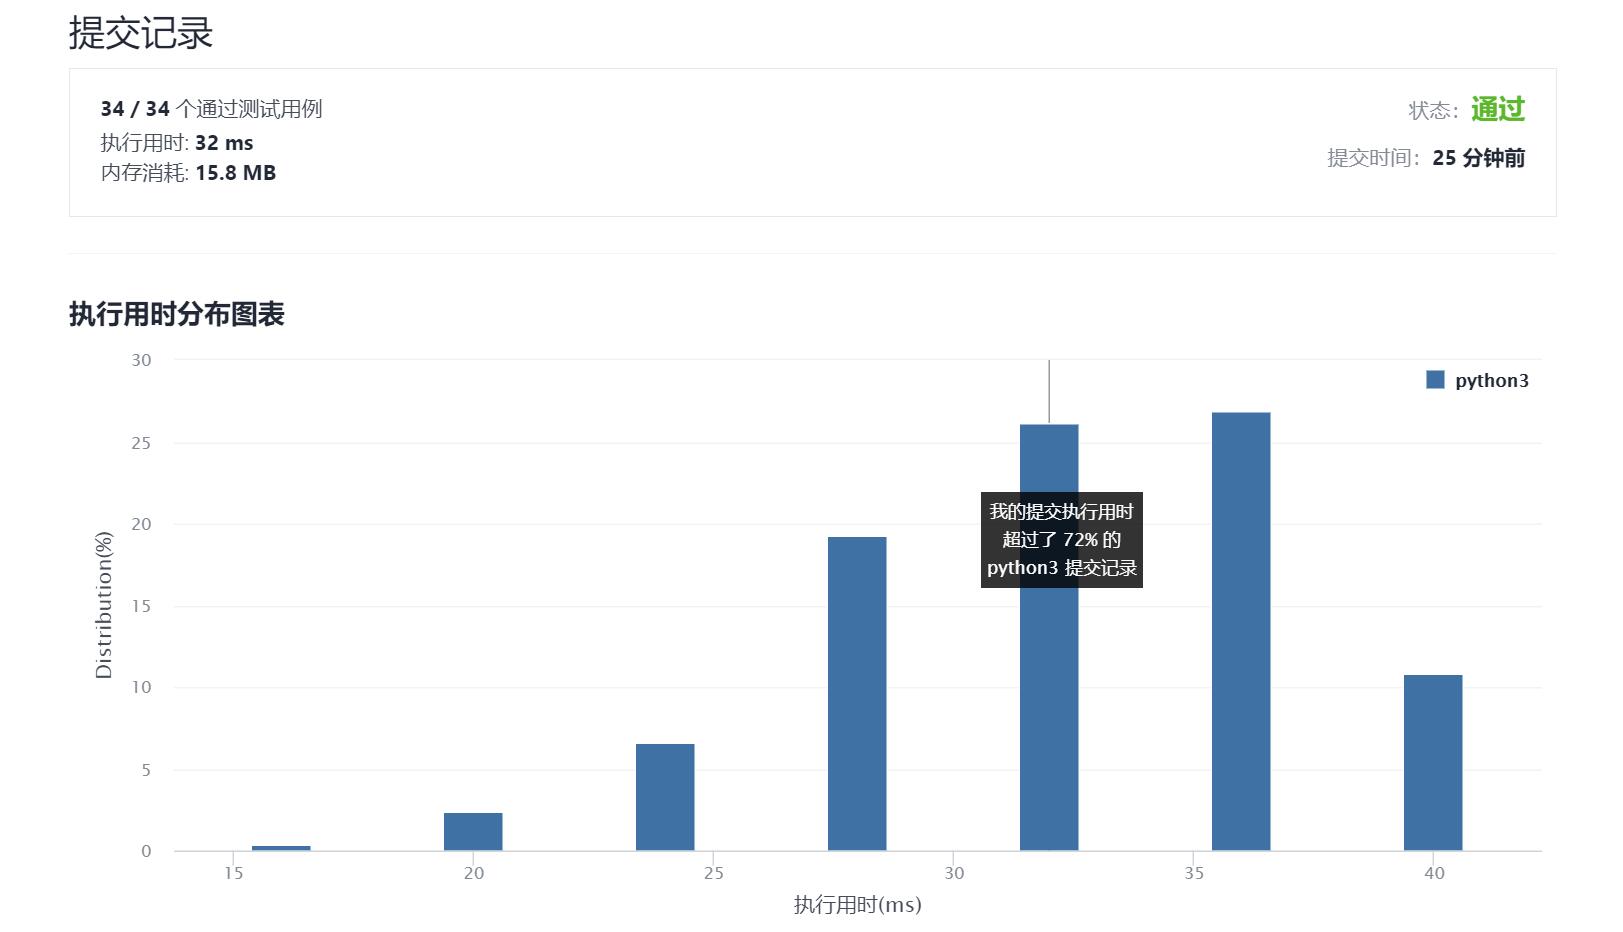 提交记录
34 / 34 个通过测试用例
状态：通过
执行用时: 32 ms
内存消耗: 15.8 MB
提交时间：25 分钟前
执行用时分布图表
30
25
20
15
10
5
0
Distribution(%)
python3
我的提交执行用时
超过了 72% 的
python3 提交记录
15 20 25 30 35 40
执行用时(ms)